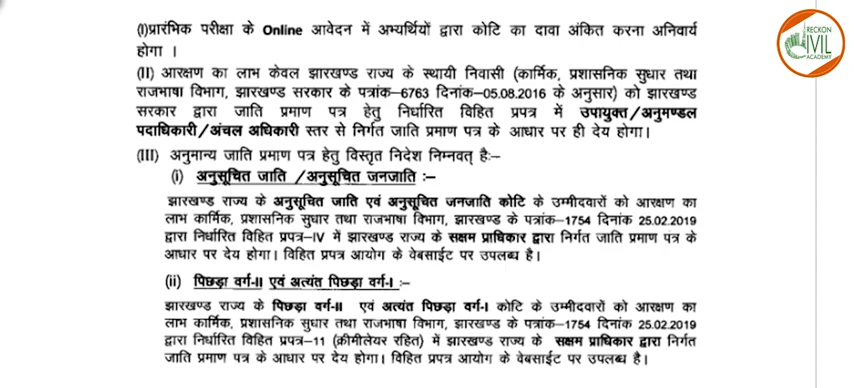 (I)प्रारंभिक परीक्षा के Online आवेदन में अभ्यर्थियों द्वारा कोटि का दावा अंकित करना अनिवार्य
होगा ।
(II) आरक्षण का लाभ केवल झारखण्ड राज्य के स्थायी निवासी (कार्मिक, प्रशासनिक सुधार तथा
राजभाषा विभाग, झारखण्ड सरकार के पत्रांक-6763 दिनांक-05.08.2016 के अनुसार) को झारखण्ड
सरकार द्वारा जाति प्रमाण पत्र हेतु निर्धारित विहित प्रपत्र में उपायुक्त/अनुमण्डल
पदाधिकारी/अंचल अधिकारी स्तर से निर्गत जाति प्रमाण पत्र के आधार पर ही देय होगा।
(III) अनुमान्य जाति प्रमाण पत्र हेतु विस्तृत निदेश निम्नवत् हैः–
(i) अनुसूचित जाति /अनुसूचित जनजाति :–
झारखण्ड राज्य के अनुसूचित जाति एवं अनुसूचित जनजाति कोटि के उम्मीदवारों को आरक्षण का
लाभ कार्मिक, प्रशासनिक सुधार तथा राजभाषा विभाग, झारखण्ड के पत्रांक-1754 दिनांक 25.02.2019
द्वारा निर्धारित विहित प्रपत्र-IV में झारखण्ड राज्य के सक्षम प्राधिकार द्वारा निर्गत जाति प्रमाण पत्र के
आधार पर देय होगा। विहित प्रपत्र आयोग के वेबसाईट पर उपलब्ध है।
(ii) पिछड़ा वर्ग-II एवं अत्यंत पिछड़ा वर्ग-I :–
झारखण्ड राज्य के पिछड़ा वर्ग-II एवं अत्यंत पिछड़ा वर्ग-I कोटि के उम्मीदवारों को आरक्षण का
लाभ कार्मिक, प्रशासनिक सुधार तथा राजभाषा विभाग, झारखण्ड के पत्रांक-1754 दिनांक 25.02.2019
द्वारा निर्धारित विहित प्रपत्र-11 (क्रीमीलेयर रहित) में झारखण्ड राज्य के सक्षम प्राधिकार द्वारा निर्गत
जाति प्रमाण पत्र के आधार पर देय होगा। विहित प्रपत्र आयोग के वेबसाईट पर उपलब्ध है।
RECKON
CIVIL
ACADEMY